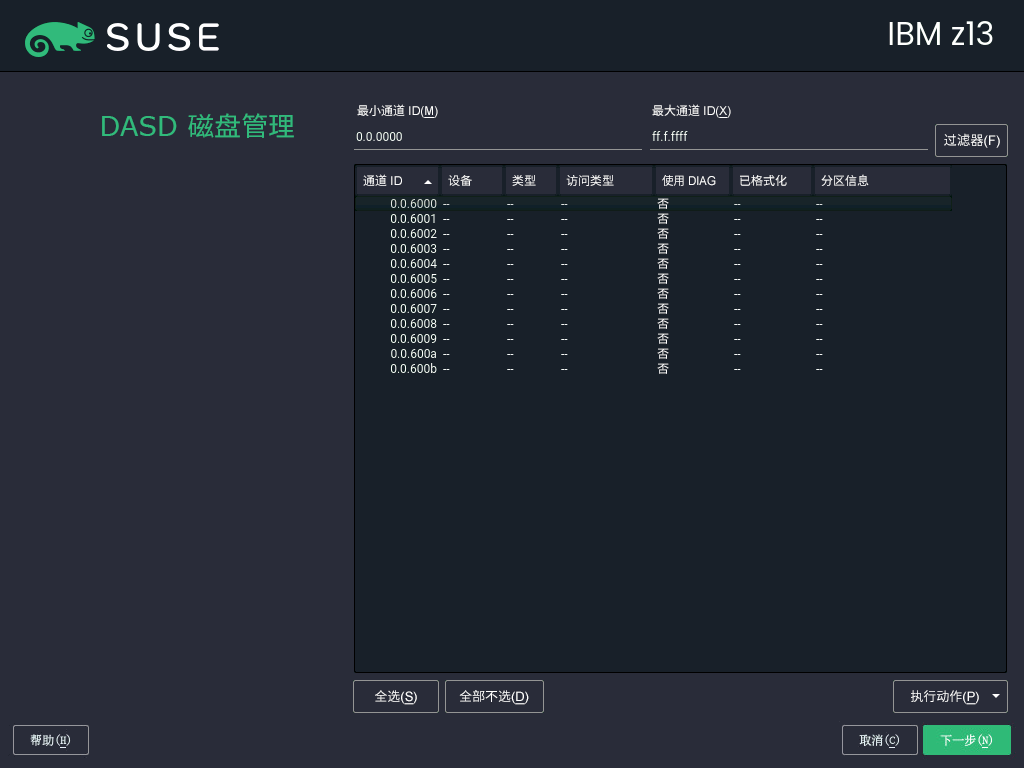 SUSE
IBM z13
DASD 磁盘管理
最小通道 ID(M) 最大通道 ID(X)
0.0.0000 ff.f.ffff
过滤器(F)
通道 ID 设备 类型 访问类型 使用 DIAG 已格式化 分区信息
0.0.6000 -- -- -- 否 -- --
0.0.6001 -- -- -- 否 -- --
0.0.6002 -- -- -- 否 -- --
0.0.6003 -- -- -- 否 -- --
0.0.6004 -- -- -- 否 -- --
0.0.6005 -- -- -- 否 -- --
0.0.6006 -- -- -- 否 -- --
0.0.6007 -- -- -- 否 -- --
0.0.6008 -- -- -- 否 -- --
0.0.6009 -- -- -- 否 -- --
0.0.600a -- -- -- 否 -- --
0.0.600b -- -- -- 否 -- --
全选(S) 全部不选(D) 执行动作(P)
帮助(H) 取消(C) 下一步(N)